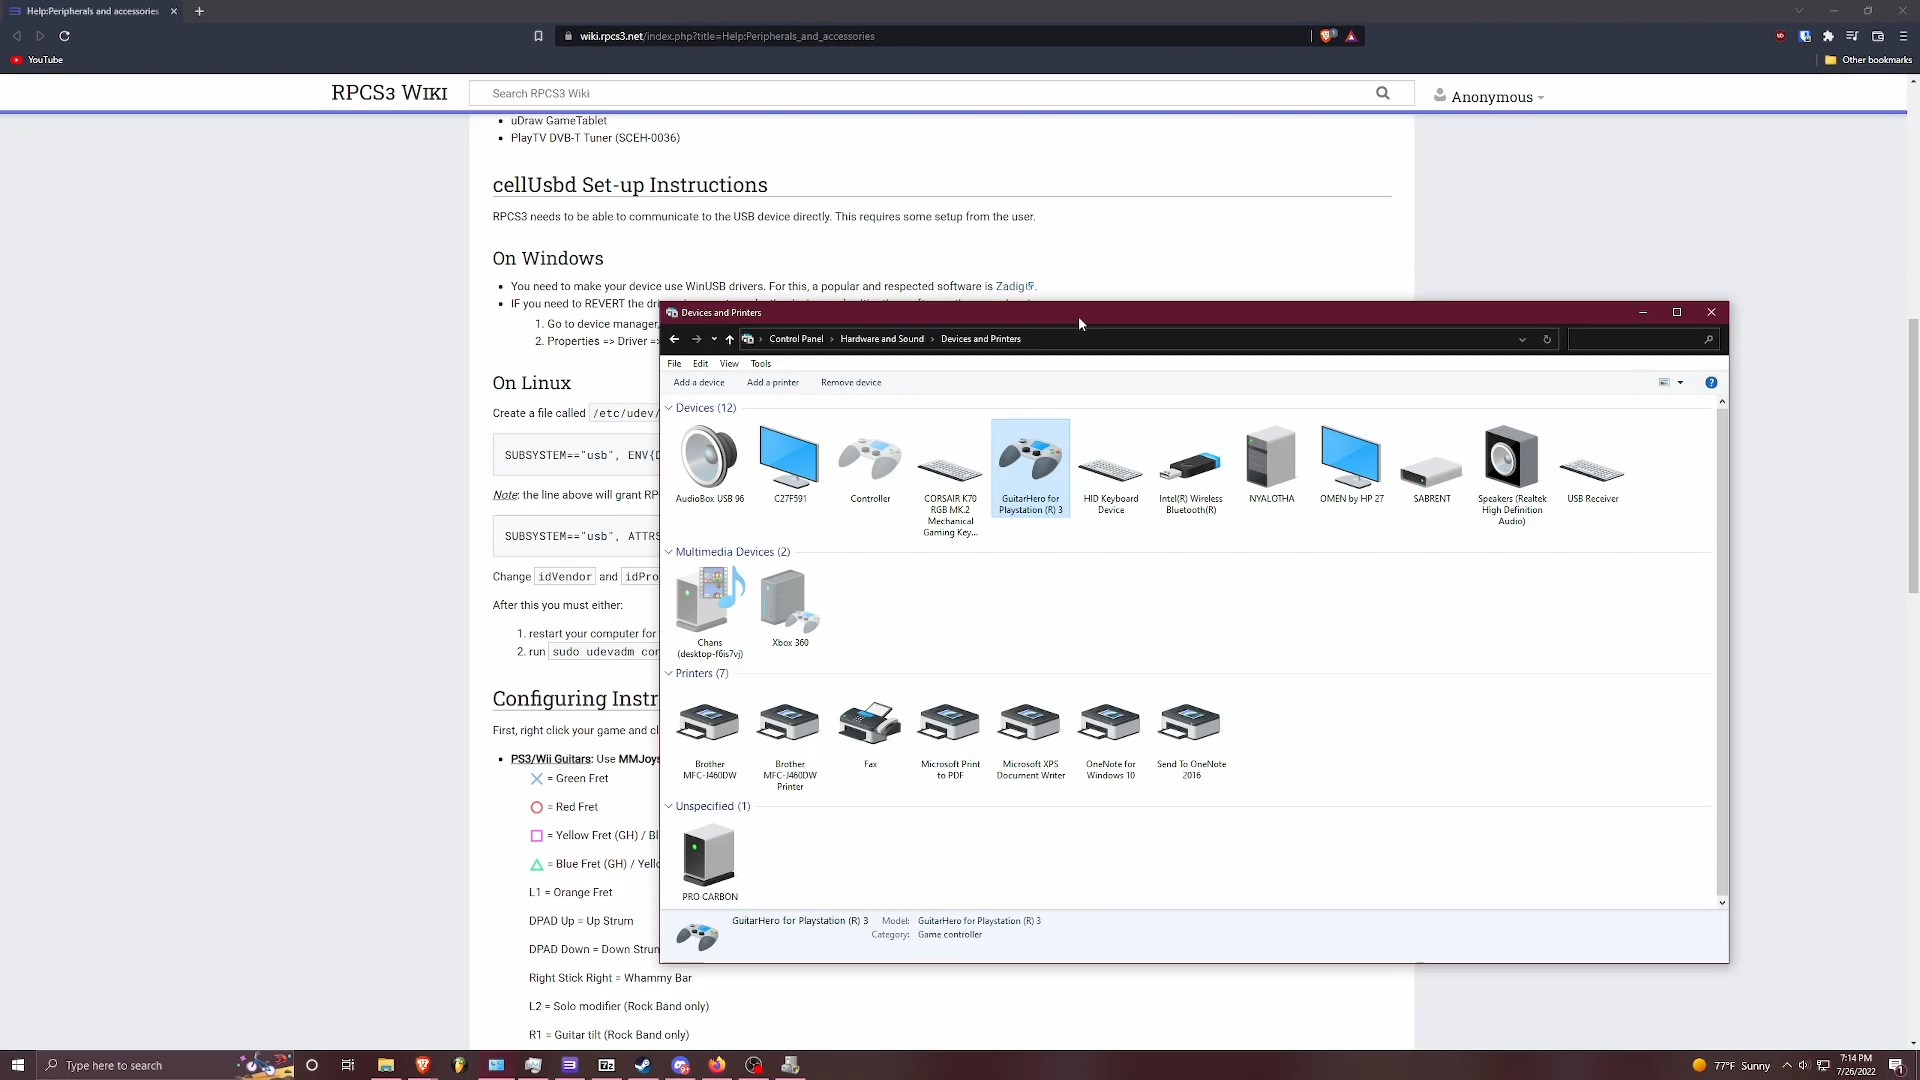 Help:Peripherals and accessories
wiki.rpcs3.net/index.php?title=Help:Peripherals_and_accessories
YouTube
Other bookmarks
RPCS3 Wiki
Search RPCS3 Wiki
Anonymous
uDraw GameTablet
PlayTV DVB-T Tuner (SCEH-0036)
cellUsbd Set-up Instructions
RPCS3 needs to be able to communicate to the USB device directly. This requires some setup from the user.
On Windows
You need to make your device use WinUSB drivers. For this, a popular and respected software is Zadig.
IF you need to REVERT the dri
1. Go to device manager,
2. Properties => Driver =>
On Linux
Create a file called /etc/udev/
SUBSYSTEM=="usb", ENV{D
Note: the line above will grant RP
SUBSYSTEM=="usb", ATTRS
Change idVendor and idPro
After this you must either:
1. restart your computer for
2. run sudo udevadm con
Configuring Instr
First, right click your game and cl
PS3/Wii Guitars: Use MMJoys
= Green Fret
= Red Fret
= Yellow Fret (GH) / Bl
= Blue Fret (GH) / Yello
L1 = Orange Fret
DPAD Up = Up Strum
DPAD Down = Down Strum
Right Stick Right = Whammy Bar
L2 = Solo modifier (Rock Band only)
R1 = Guitar tilt (Rock Band only)
Devices and Printers
Control Panel > Hardware and Sound > Devices and Printers
File Edit View Tools
Add a device Add a printer Remove device
Devices (12)
AudioBox USB 96
C27F591
Controller
CORSAIR K70
RGB MK.2
Mechanical
Gaming Key...
GuitarHero for
Playstation (R) 3
HID Keyboard
Device
Intel(R) Wireless
Bluetooth(R)
NYALOTHA
OMEN by HP 27
SABRENT
Speakers (Realtek
High Definition
Audio)
USB Receiver
Multimedia Devices (2)
Chans
(desktop-f6is7vj)
Xbox 360
Printers (7)
Brother
MFC-J460DW
Brother
MFC-J460DW
Printer
Fax
Microsoft Print
to PDF
Microsoft XPS
Document Writer
OneNote for
Windows 10
Send To OneNote
2016
Unspecified (1)
PRO CARBON
GuitarHero for Playstation (R) 3 Model: GuitarHero for Playstation (R) 3
Category: Game controller
Type here to search
77°F Sunny
7:14 PM
7/26/2022